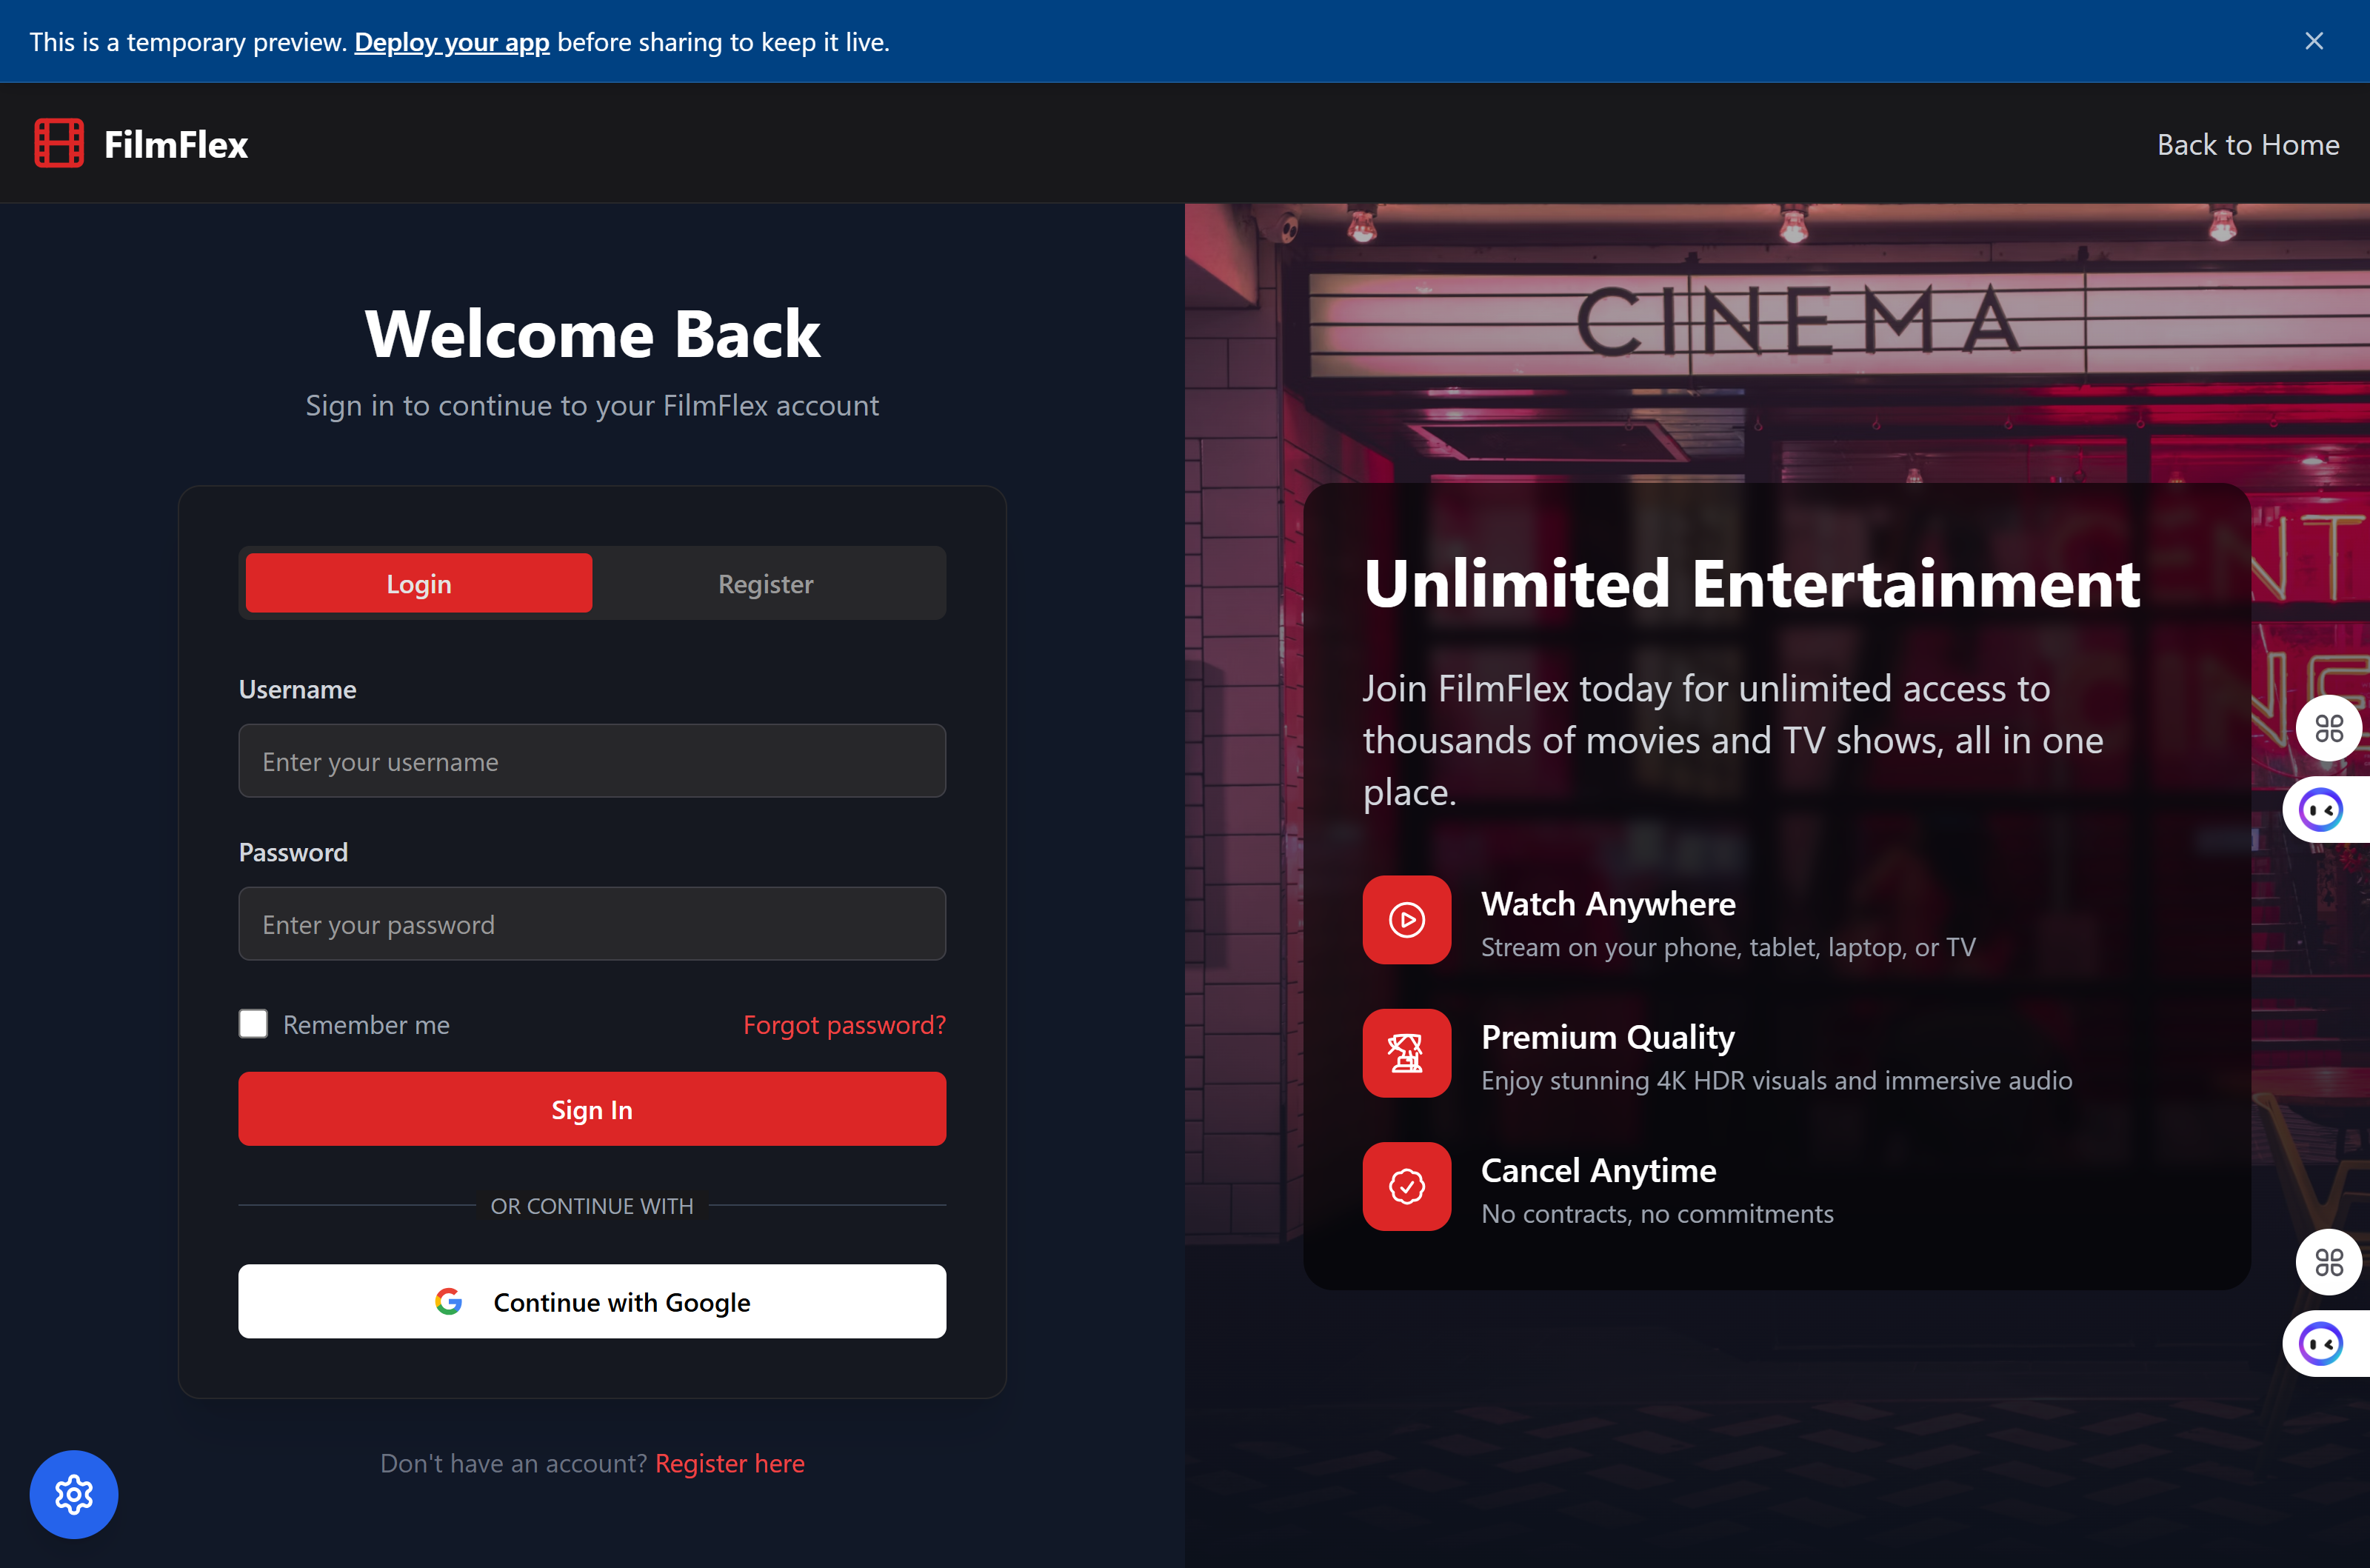 This is a temporary preview. Deploy your app before sharing to keep it live.
FilmFlex
Back to Home
Welcome Back
Sign in to continue to your FilmFlex account
Login
Register
Username
Enter your username
Password
Enter your password
Remember me
Forgot password?
Sign In
OR CONTINUE WITH
Continue with Google
Don't have an account? Register here
CINEMA
Unlimited Entertainment
Join FilmFlex today for unlimited access to
thousands of movies and TV shows, all in one
place.
Watch Anywhere
Stream on your phone, tablet, laptop, or TV
Premium Quality
Enjoy stunning 4K HDR visuals and immersive audio
Cancel Anytime
No contracts, no commitments